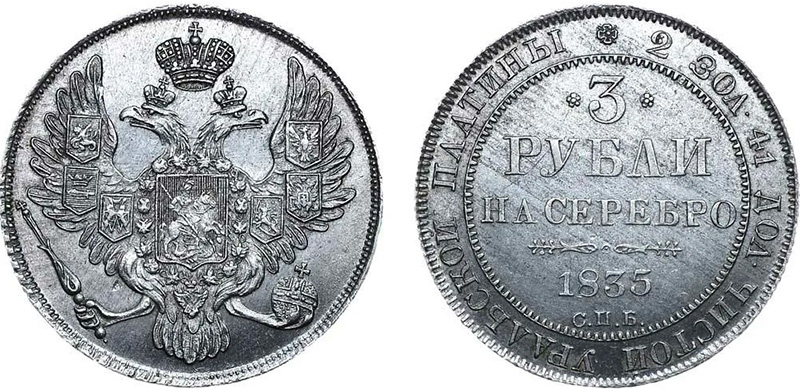 * 2 ЗОЛ. 41 ДОЛ. ЧИСТОЙ УРАЛЬСКОЙ ПЛАТИНЫ
* 3 *
РУБЛИ
НА СЕРЕБРО
1835
С.П.Б.